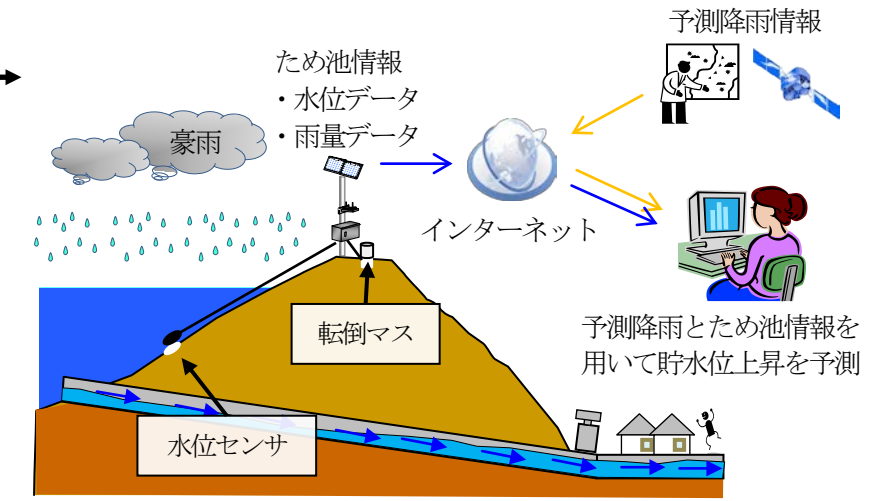 予測降雨情報
ため池情報
・水位データ
・雨量データ
豪雨
インターネット
転倒マス
予測降雨とため池情報を
用いて貯水位上昇を予測
水位センサ